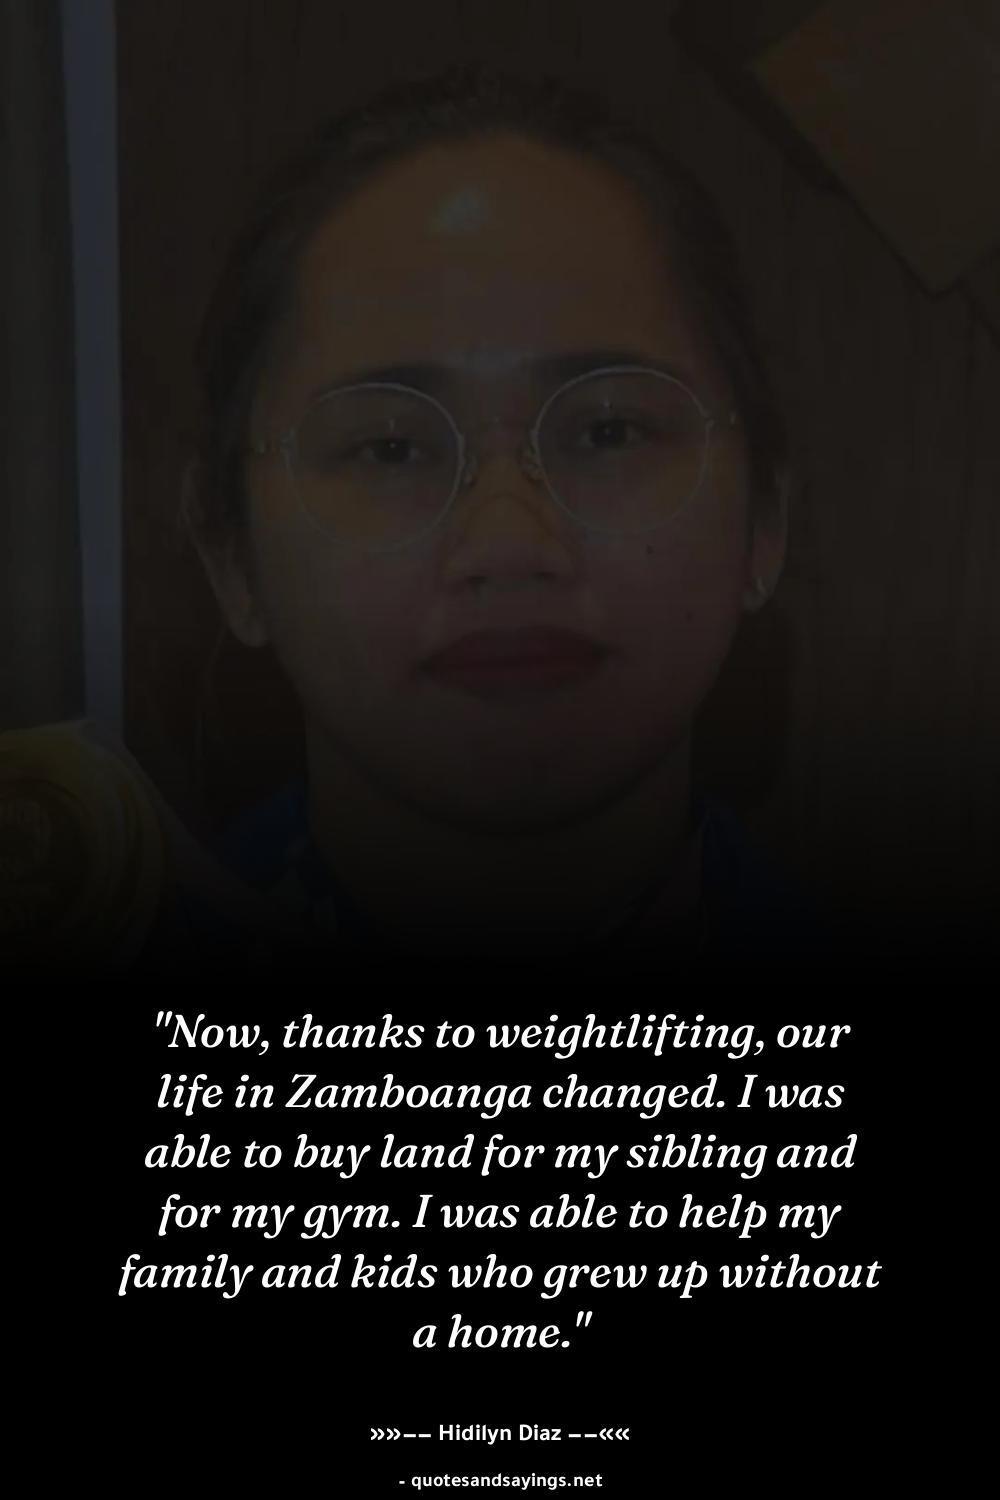 "Now, thanks to weightlifting, our
life in Zamboanga changed. I was
able to buy land for my sibling and
for my gym. I was able to help my
family and kids who grew up without
a home."
»»−− Hidilyn Diaz −−««
- quotesandsayings.net